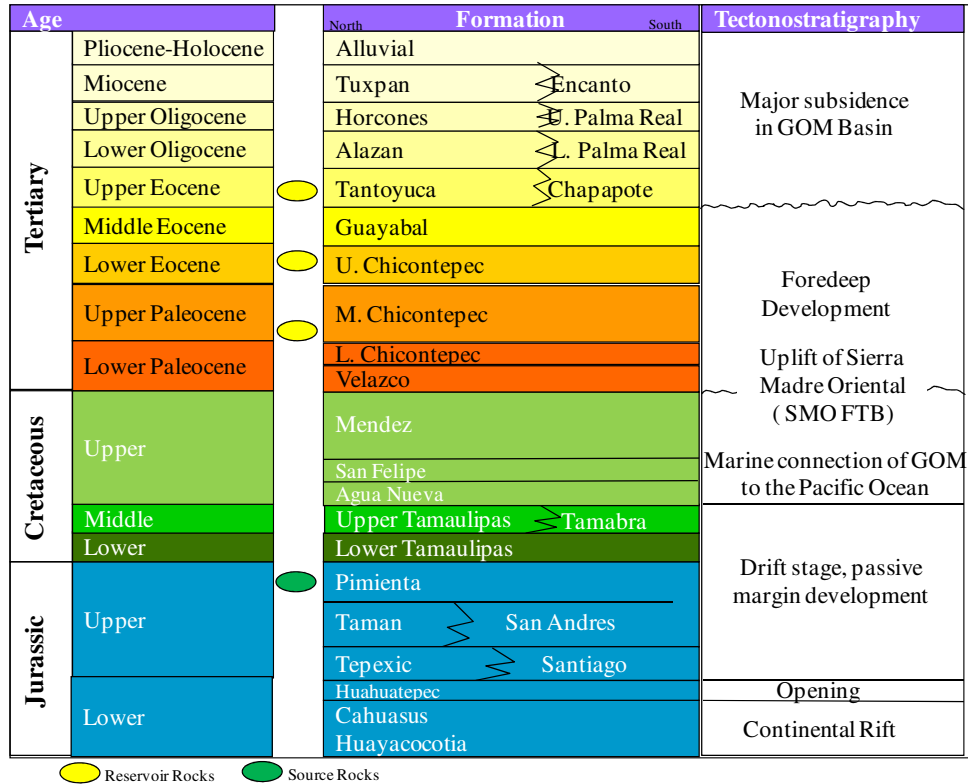 Age
Formation
North
South
Tectonostratigraphy
Tertiary
Pliocene-Holocene
Alluvial
Miocene
Tuxpan
Encanto
Upper Oligocene
Horcones
U. Palma Real
Lower Oligocene
Alazan
L. Palma Real
Upper Eocene
Tantoyuca
Chapapote
Middle Eocene
Guayabal
Lower Eocene
U. Chicontepec
Upper Paleocene
M. Chicontepec
Lower Paleocene
L. Chicontepec
Velazco
Major subsidence
in GOM Basin
Foredeep
Development
Uplift of Sierra
Madre Oriental
( SMO FTB)
Cretaceous
Upper
Mendez
San Felipe
Agua Nueva
Marine connection of GOM
to the Pacific Ocean
Middle
Upper Tamaulipas
Tamabra
Lower
Lower Tamaulipas
Jurassic
Upper
Pimienta
Taman
San Andres
Tepexic
Santiago
Drift stage, passive
margin development
Lower
Huahuatepec
Cahuasus
Huayacocotia
Opening
Continental Rift
Reservoir Rocks
Source Rocks